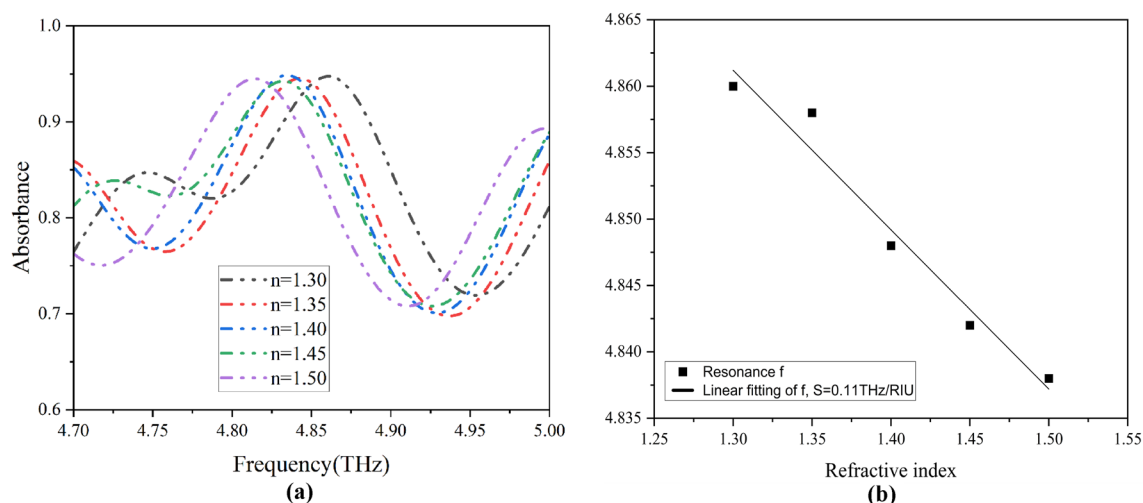 1.0
0.9
0.8
0.7
0.6
Absorbance
n=1.30
n=1.35
n=1.40
n=1.45
n=1.50
4.70 4.75 4.80 4.85 4.90 4.95 5.00
Frequency(THz)
(a)
4.865
4.860
4.855
4.850
4.845
4.840
4.835
Resonance f
Linear fitting of f, S=0.11THz/RIU
1.25 1.30 1.35 1.40 1.45 1.50 1.55
Refractive index
(b)